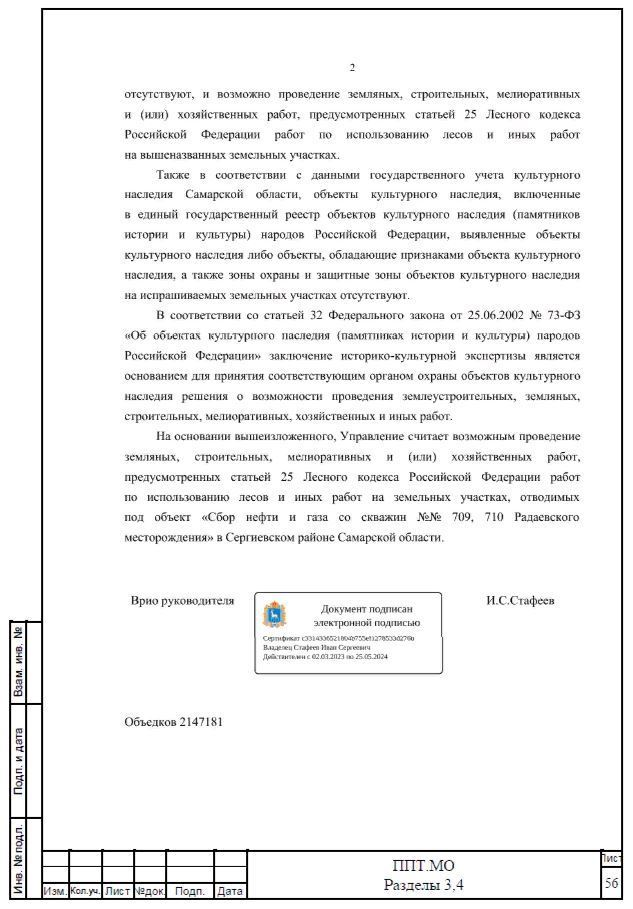 2
отсутствуют, и возможно проведение земляных, строительных, мелиоративных
и (или) хозяйственных работ, предусмотренных статьей 25 Лесного кодекса
Российской Федерации работ по использованию лесов и иных работ
на вышеназванных земельных участках.
Также в соответствии с данными государственного учета культурного
наследия Самарской области, объекты культурного наследия, включенные
в единый государственный реестр объектов культурного наследия (памятников
истории и культуры) народов Российской Федерации, выявленные объекты
культурного наследия либо объекты, обладающие признаками объекта культурного
наследия, а также зоны охраны и защитные зоны объектов культурного наследия
на испрашиваемых земельных участках отсутствуют.
В соответствии со статьей 32 Федерального закона от 25.06.2002 № 73-ФЗ
«Об объектах культурного наследия (памятниках истории и культуры) народов
Российской Федерации» заключение историко-культурной экспертизы является
основанием для принятия соответствующим органом охраны объектов культурного
наследия решения о возможности проведения землеустроительных, земляных,
строительных, мелиоративных, хозяйственных и иных работ.
На основании вышеизложенного, Управление считает возможным проведение
земляных, строительных, мелиоративных и (или) хозяйственных работ,
предусмотренных статьей 25 Лесного кодекса Российской Федерации работ
по использованию лесов и иных работ на земельных участках, отводимых
под объект «Сбор нефти и газа со скважин №№ 709, 710 Радаевского
месторождения» в Сергиевском районе Самарской области.
Врио руководителя
Документ подписан
электронной подписью
Сертификат
Владелец Стафеев Иван Сергеевич
Действителен с 02.03.2023 по 25.05.2024
И.С.Стафеев
Объедков 2147181
Взам. инв. №
Подп. и дата
Инв. № подл.
Изм. Кол.уч. Лист №док. Подп. Дата
ППТ.МО
Разделы 3,4
Лист
56